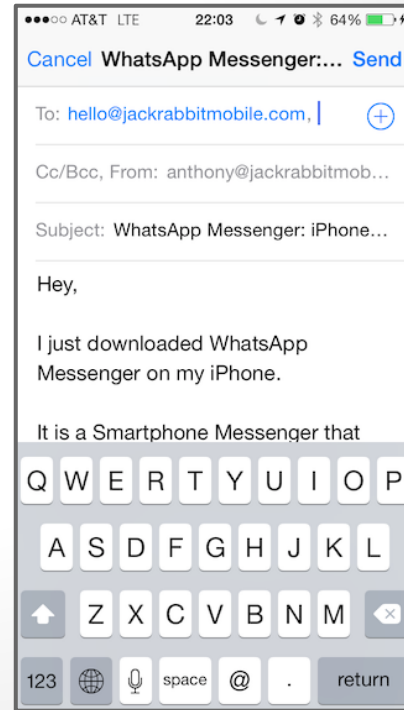 AT&T LTE 22:03 64%
Cancel WhatsApp Messenger:... Send
To: hello@jackrabbitmobile.com,
Cc/Bcc, From: anthony@jackrabbitmob...
Subject: WhatsApp Messenger: iPhone...
Hey,
I just downloaded WhatsApp
Messenger on my iPhone.
It is a Smartphone Messenger that
Q W E R T Y U I O P
A S D F G H J K L
Z X C V B N M
123 space @ . return